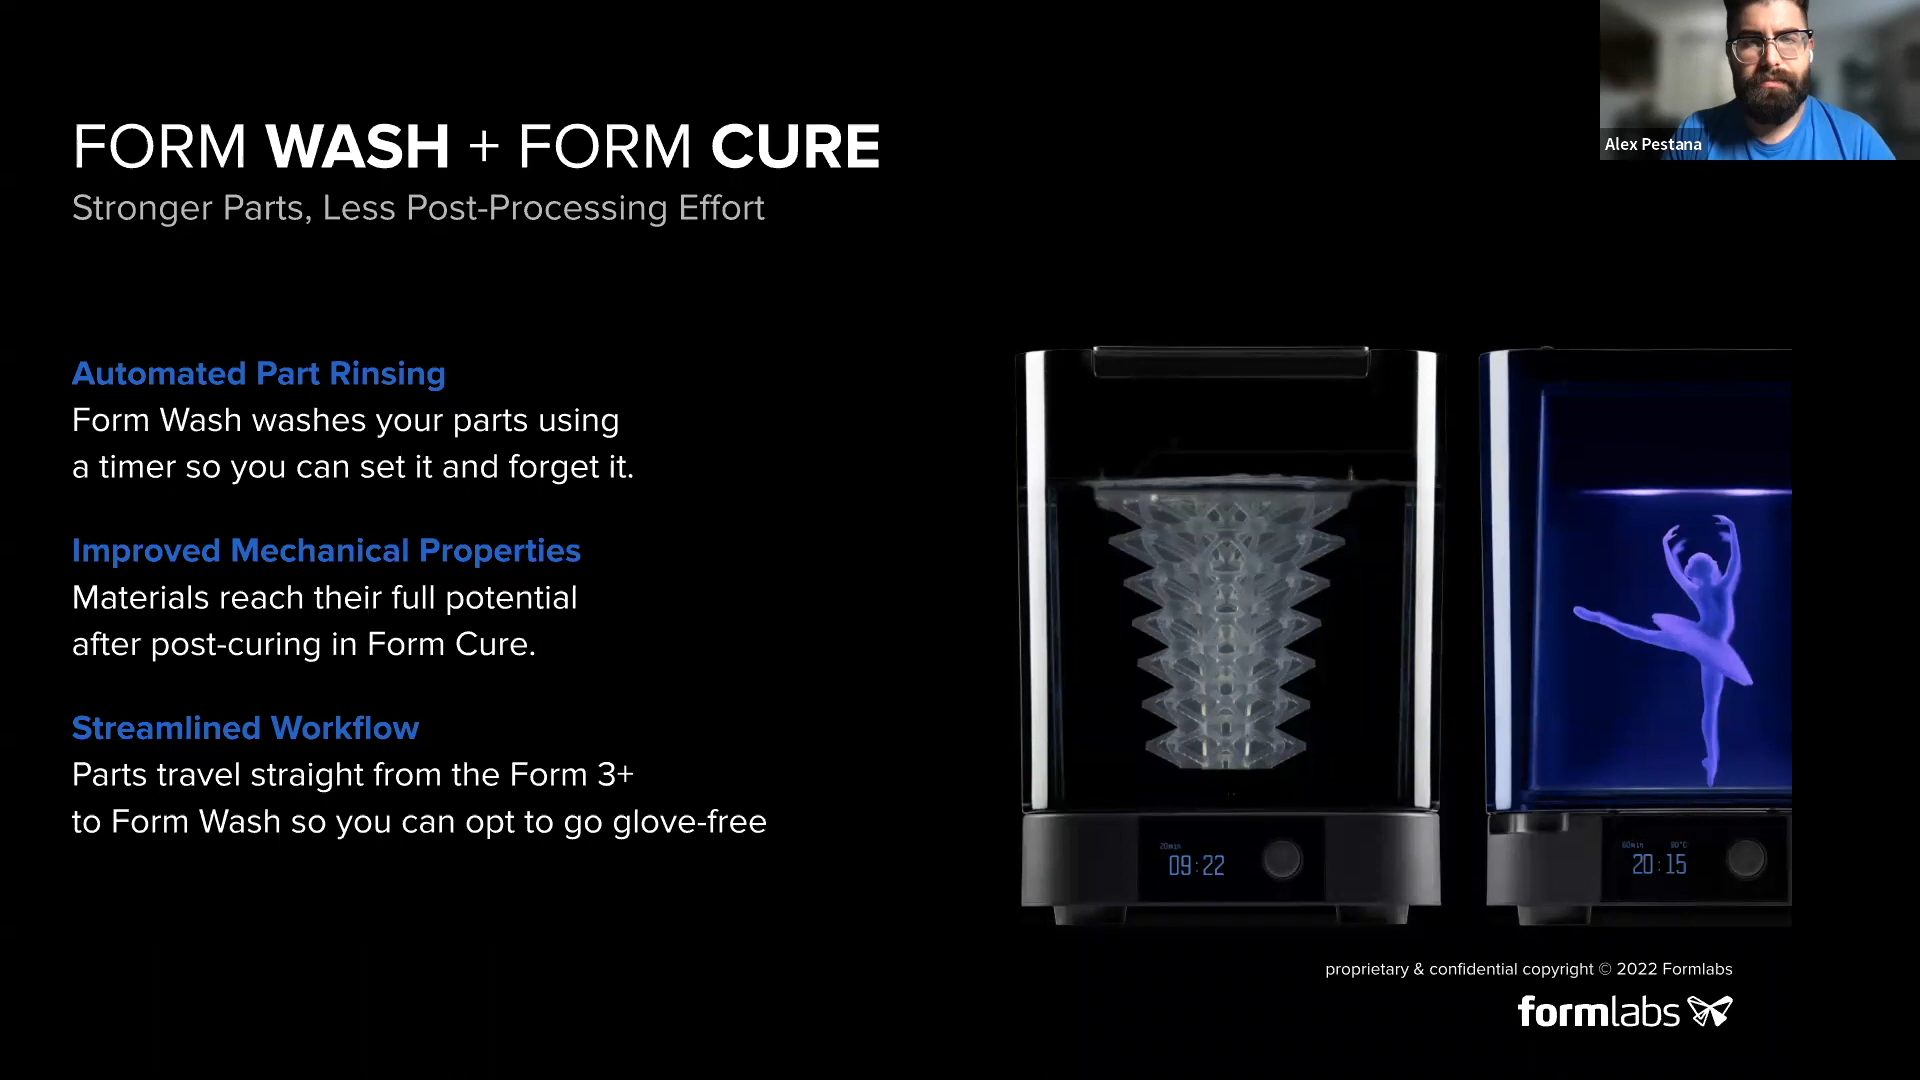 Alex Pestana
FORM WASH + FORM CURE
Stronger Parts, Less Post-Processing Effort
Automated Part Rinsing
Form Wash washes your parts using
a timer so you can set it and forget it.
Improved Mechanical Properties
Materials reach their full potential
after post-curing in Form Cure.
Streamlined Workflow
Parts travel straight from the Form 3+
to Form Wash so you can opt to go glove-free
20min
09:22
60min 80°C
20:15
proprietary & confidential copyright © 2022 Formlabs
formlabs